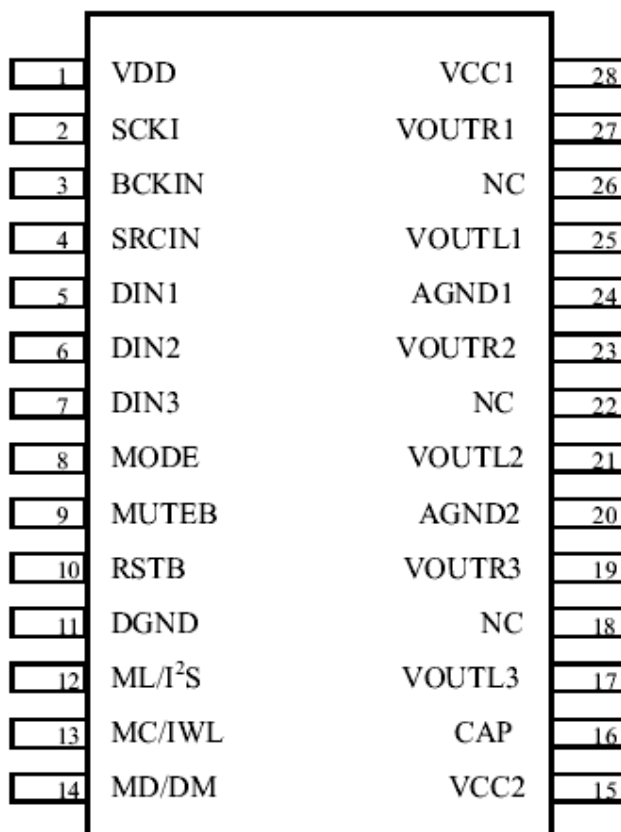 1 VDD VCC1 28
2 SCKI VOUTR1 27
3 BCKIN NC 26
4 SRCIN VOUTL1 25
5 DIN1 AGND1 24
6 DIN2 VOUTR2 23
7 DIN3 NC 22
8 MODE VOUTL2 21
9 MUTEB AGND2 20
10 RSTB VOUTR3 19
11 DGND NC 18
12 ML/I²S VOUTL3 17
13 MC/IWL CAP 16
14 MD/DM VCC2 15